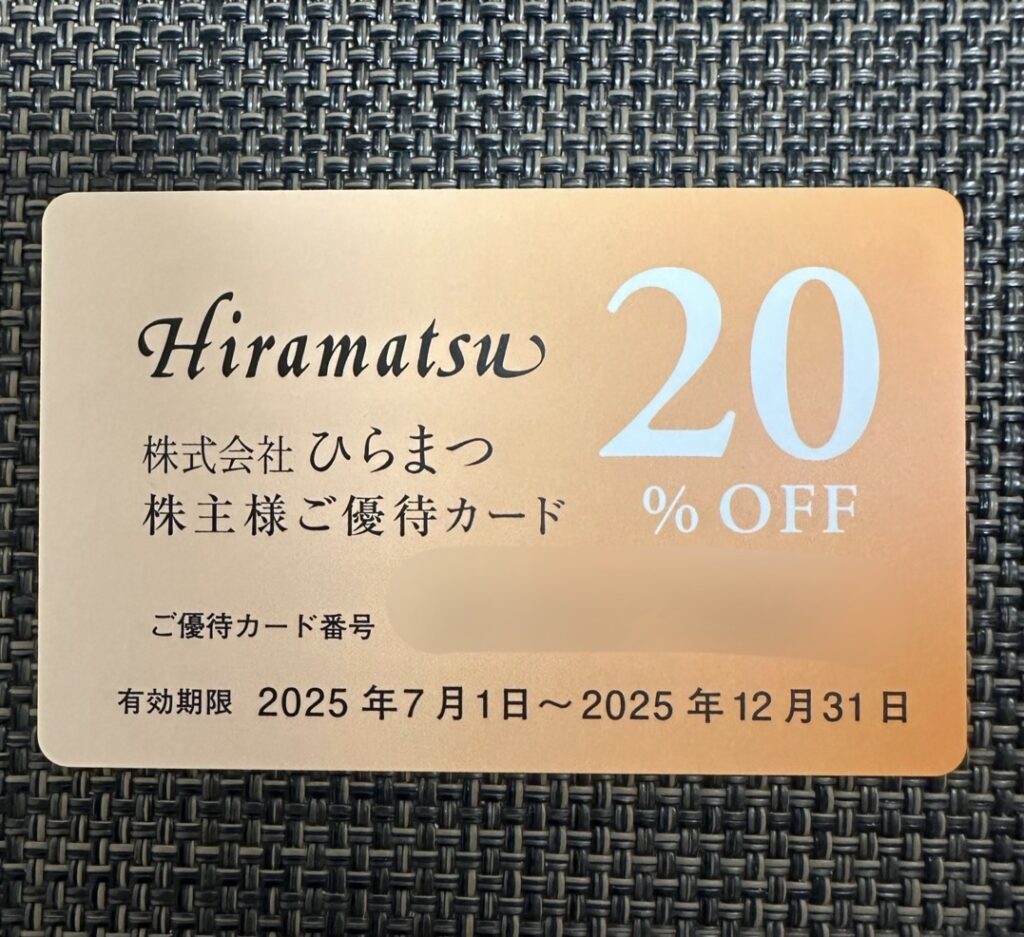 Hiramatsu
株式会社 ひらまつ
株主様ご優待カード
20
% OFF
ご優待カード番号
有効期限 2025 年 7 月 1 日 ～ 2025 年 12 月 31 日